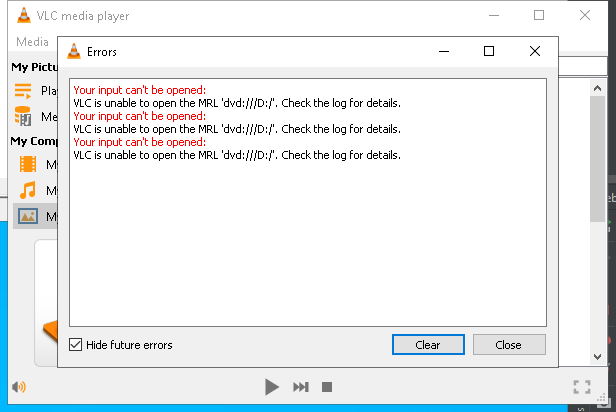 VLC media player
Media
Errors
My Pictu
Pla
Me
My Comp
My
My
My
Your input can't be opened:
VLC is unable to open the MRL 'dvd:///D:/'. Check the log for details.
Your input can't be opened:
VLC is unable to open the MRL 'dvd:///D:/'. Check the log for details.
Your input can't be opened:
VLC is unable to open the MRL 'dvd:///D:/'. Check the log for details.
Hide future errors
Clear
Close